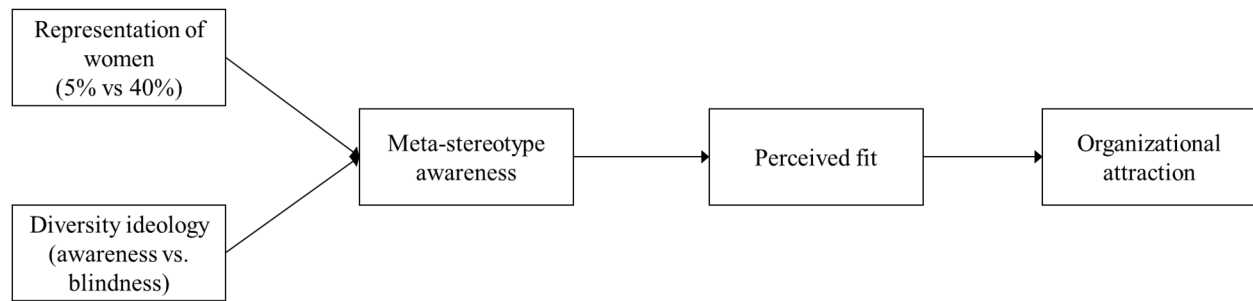 Representation of
women
(5% vs 40%)
Diversity ideology
(awareness vs.
blindness)
Meta-stereotype
awareness
Perceived fit
Organizational
attraction